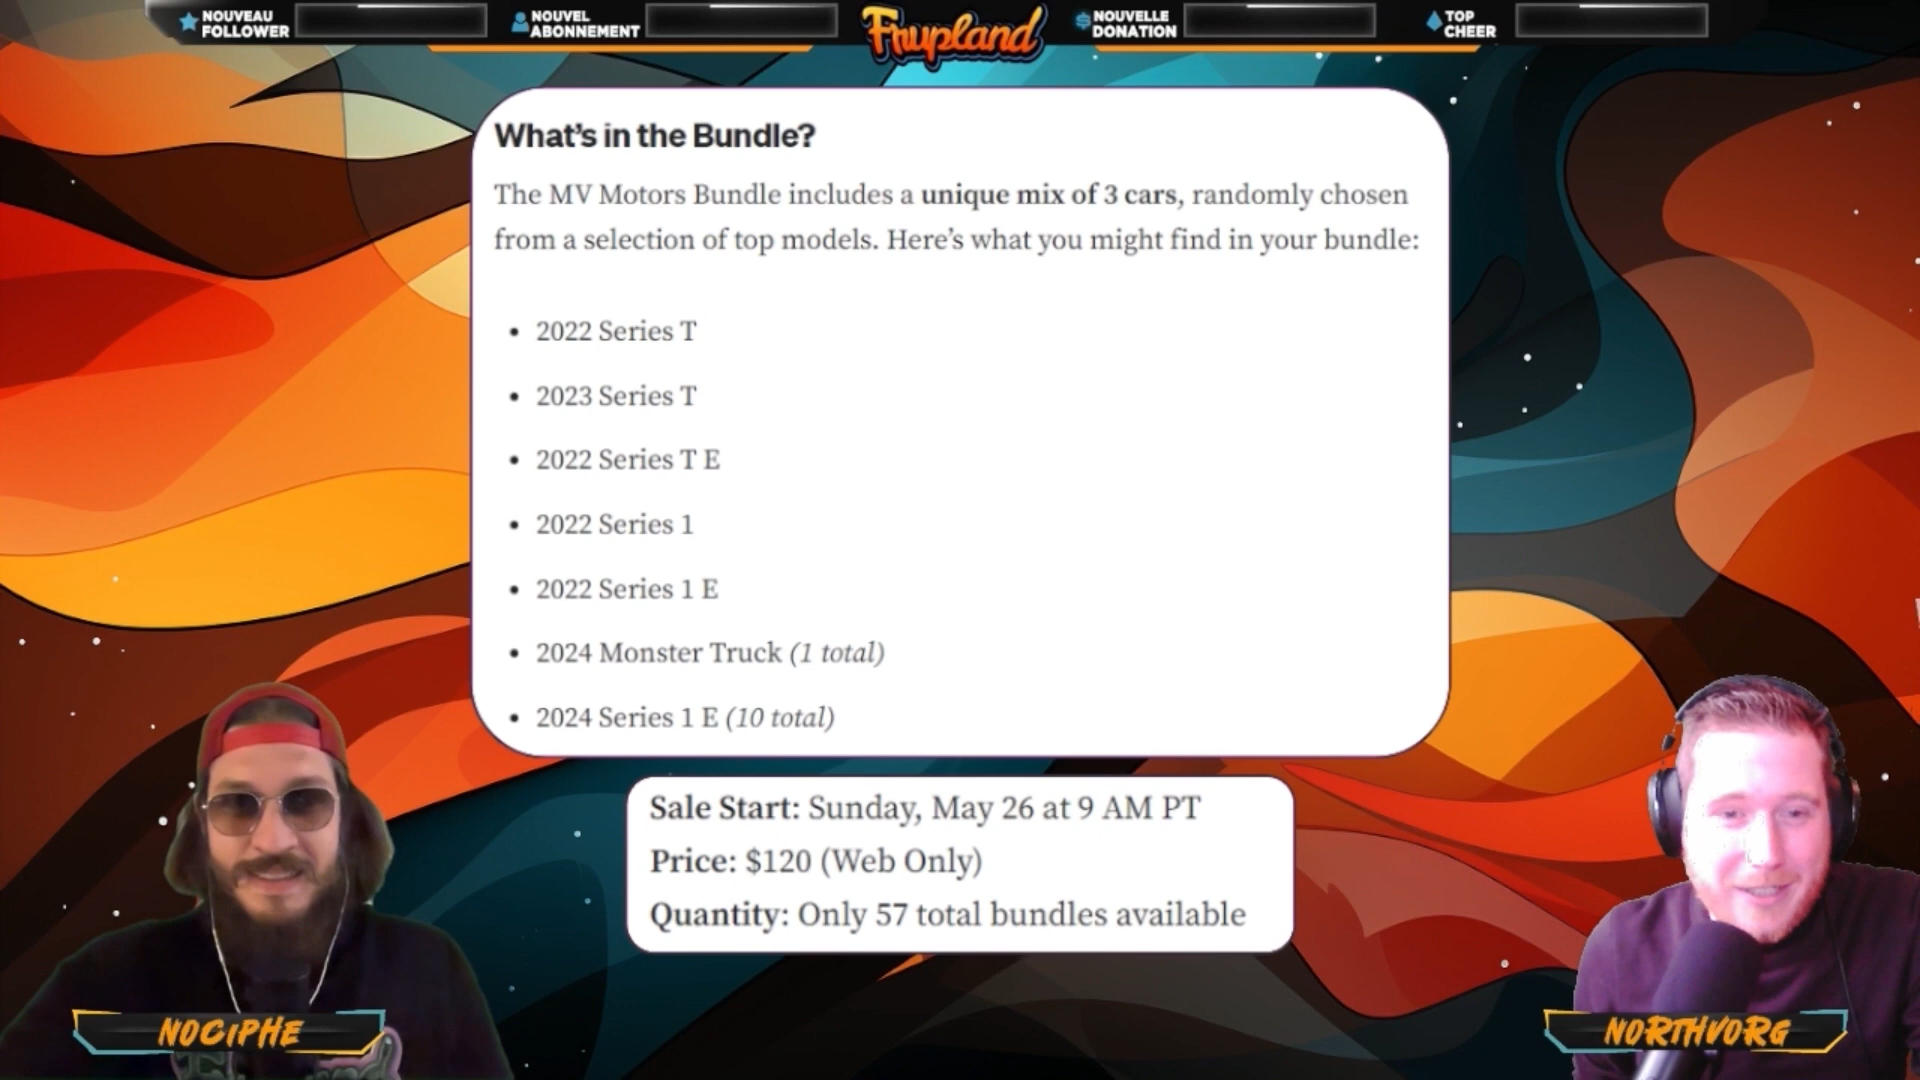 NOUVEAU
FOLLOWER
NOUVEL
ABONNEMENT
Frupland
NOUVELLE
DONATION
TOP
CHEER
What's in the Bundle?
The MV Motors Bundle includes a unique mix of 3 cars, randomly chosen
from a selection of top models. Here's what you might find in your bundle:
• 2022 Series T
• 2023 Series T
• 2022 Series T E
• 2022 Series 1
• 2022 Series 1 E
• 2024 Monster Truck (1 total)
• 2024 Series 1 E (10 total)
Sale Start: Sunday, May 26 at 9 AM PT
Price: $120 (Web Only)
Quantity: Only 57 total bundles available
NOCiPHE
NORTHVORG